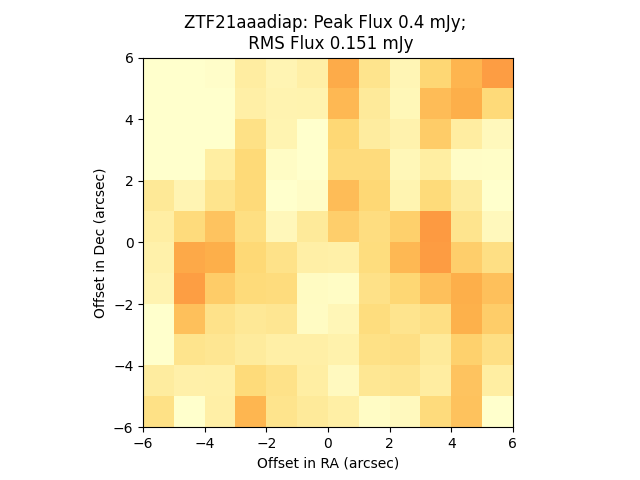 ZTF21aaadiap: Peak Flux 0.4 mJy;
RMS Flux 0.151 mJy
6
4
2
0
−2
−4
−6
Offset in Dec (arcsec)
−6 −4 −2 0 2 4 6
Offset in RA (arcsec)